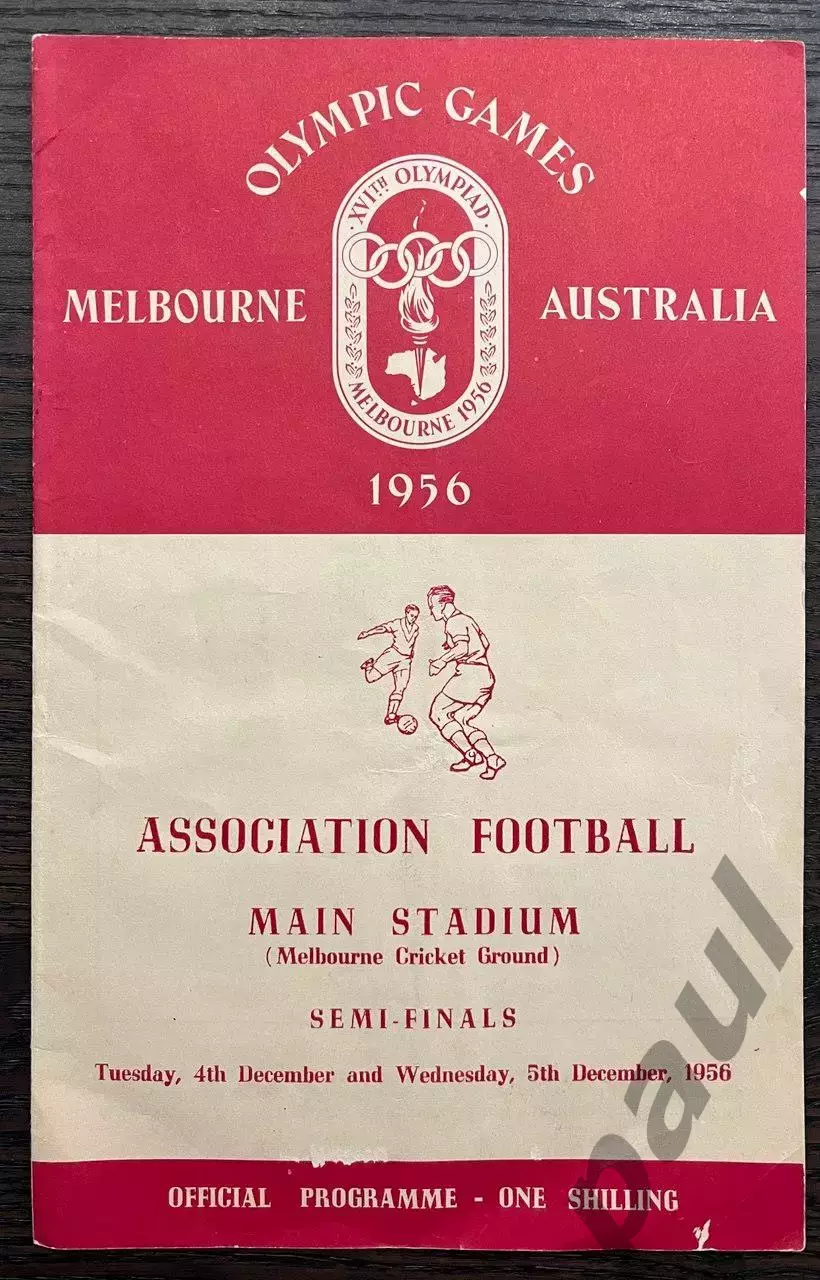 OLYMPIC GAMES
XVITH OLYMPIAD
MELBOURNE
AUSTRALIA
MELBOURNE 1956
1956
ASSOCIATION FOOTBALL
MAIN STADIUM
(Melbourne Cricket Ground)
SEMI-FINALS
Tuesday, 4th December and Wednesday, 5th December, 1956
OFFICIAL PROGRAMME - ONE SHILLING
paul